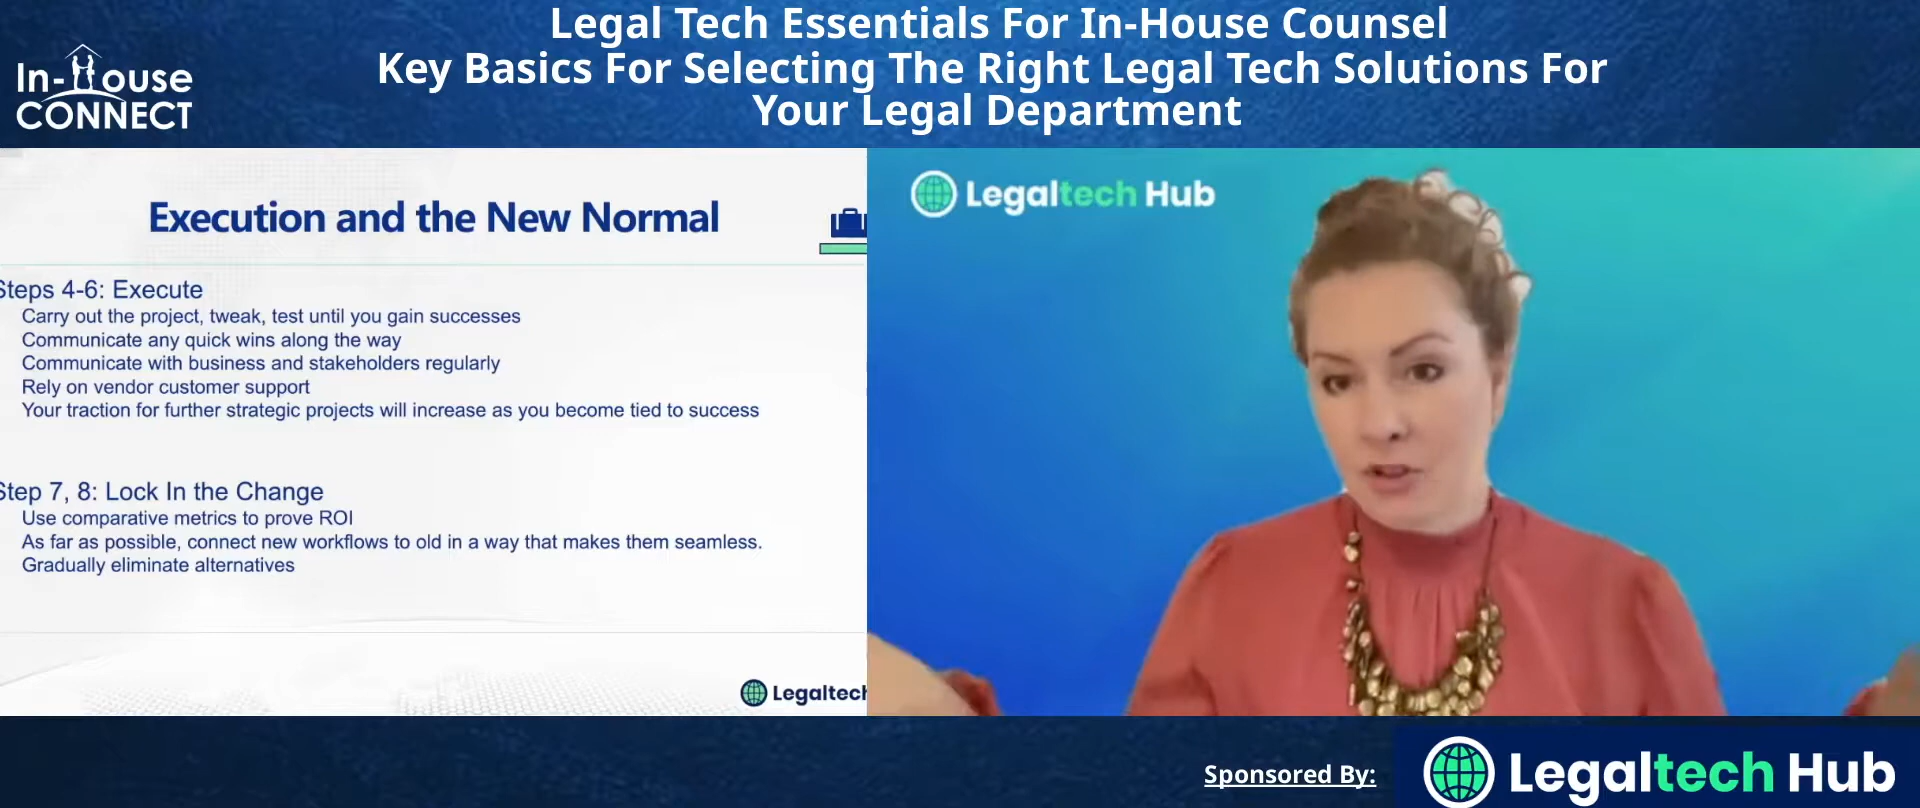 Legal Tech Essentials For In-House Counsel
Key Basics For Selecting The Right Legal Tech Solutions For
Your Legal Department
In-House
CONNECT
Execution and the New Normal
Steps 4-6: Execute
Carry out the project, tweak, test until you gain successes
Communicate any quick wins along the way
Communicate with business and stakeholders regularly
Rely on vendor customer support
Your traction for further strategic projects will increase as you become tied to success
Step 7, 8: Lock In the Change
Use comparative metrics to prove ROI
As far as possible, connect new workflows to old in a way that makes them seamless.
Gradually eliminate alternatives
Legaltech
Legaltech Hub
Sponsored By:
Legaltech Hub